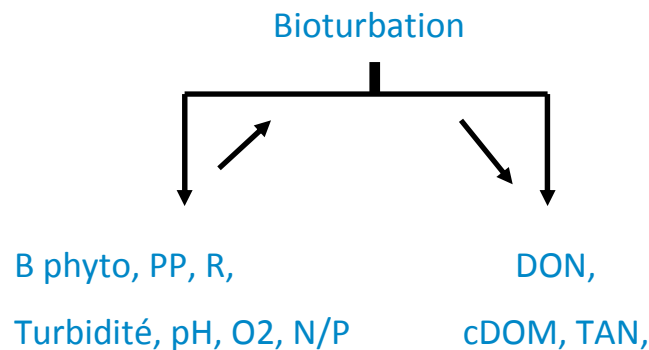 Bioturbation
B phyto, PP, R,
DON,
Turbidité, pH, O2, N/P
cDOM, TAN,